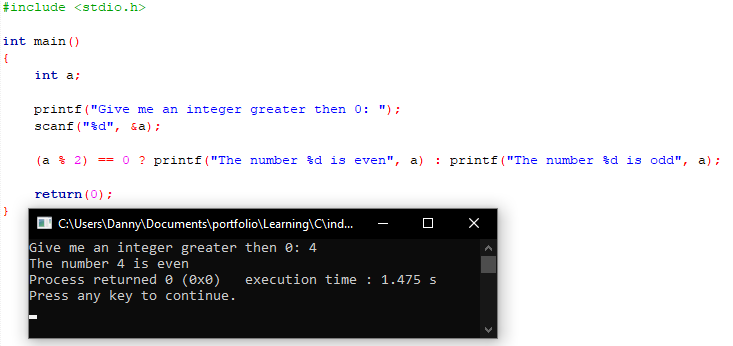 #include <stdio.h>
int main()
{
int a;
printf("Give me an integer greater then 0: ");
scanf("%d", &a);
(a % 2) == 0 ? printf("The number %d is even", a) : printf("The number %d is odd", a);
return(0);
}
C:\Users\Danny\Documents\portfolio\Learning\C\ind...
Give me an integer greater then 0: 4
The number 4 is even
Process returned 0 (0x0)   execution time : 1.475 s
Press any key to continue.